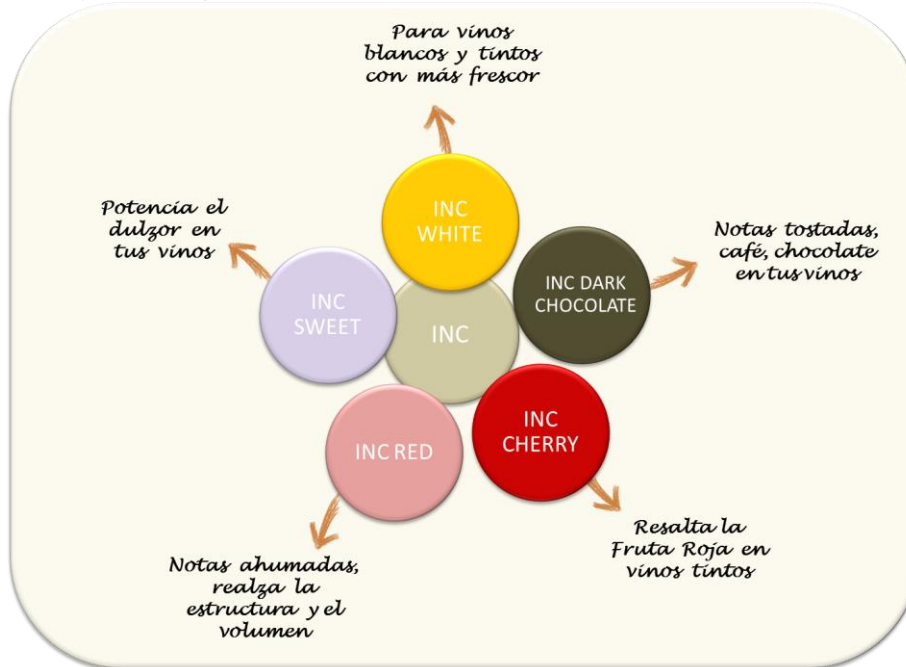 Para vinos
blancos y tintos
con más frescor
INC
WHITE
Potencia el
dulzor en
tus vinos
Notas tostadas,
café, chocolate
en tus vinos
INC
SWEET
INC DARK
CHOCOLATE
INC
INC RED
INC
CHERRY
Resalta la
Fruta Roja en
vinos tintos
Notas ahumadas,
realza la
estructura y el
volumen